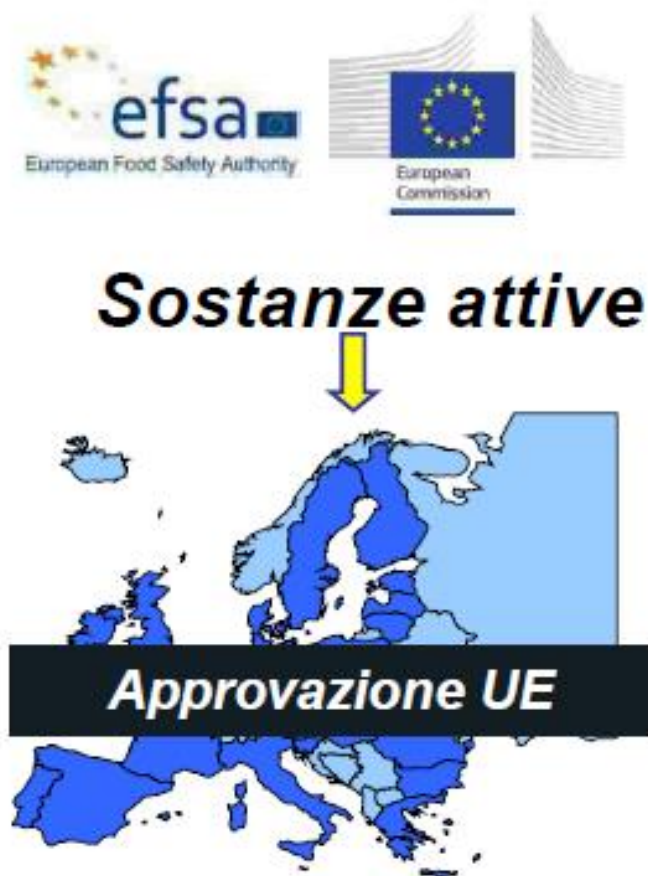 efsa
European Food Safety Authority
European
Commission
Sostanze attive
Approvazione UE